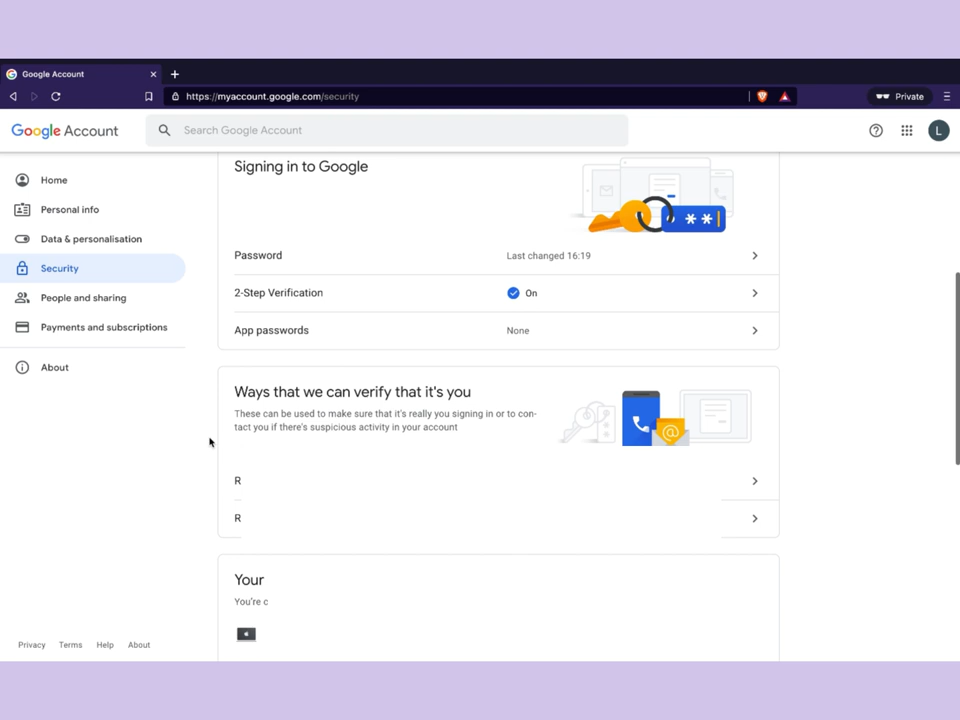 Google Account
https://myaccount.google.com/security
Private
Google Account
Search Google Account
L
Home
Personal info
Data & personalisation
Security
People and sharing
Payments and subscriptions
About
Signing in to Google
**
Password
Last changed 16:19
2-Step Verification
On
App passwords
None
Ways that we can verify that it's you
These can be used to make sure that it's really you signing in or to con-
tact you if there's suspicious activity in your account
@
R
R
Your
You're c
Privacy Terms Help About